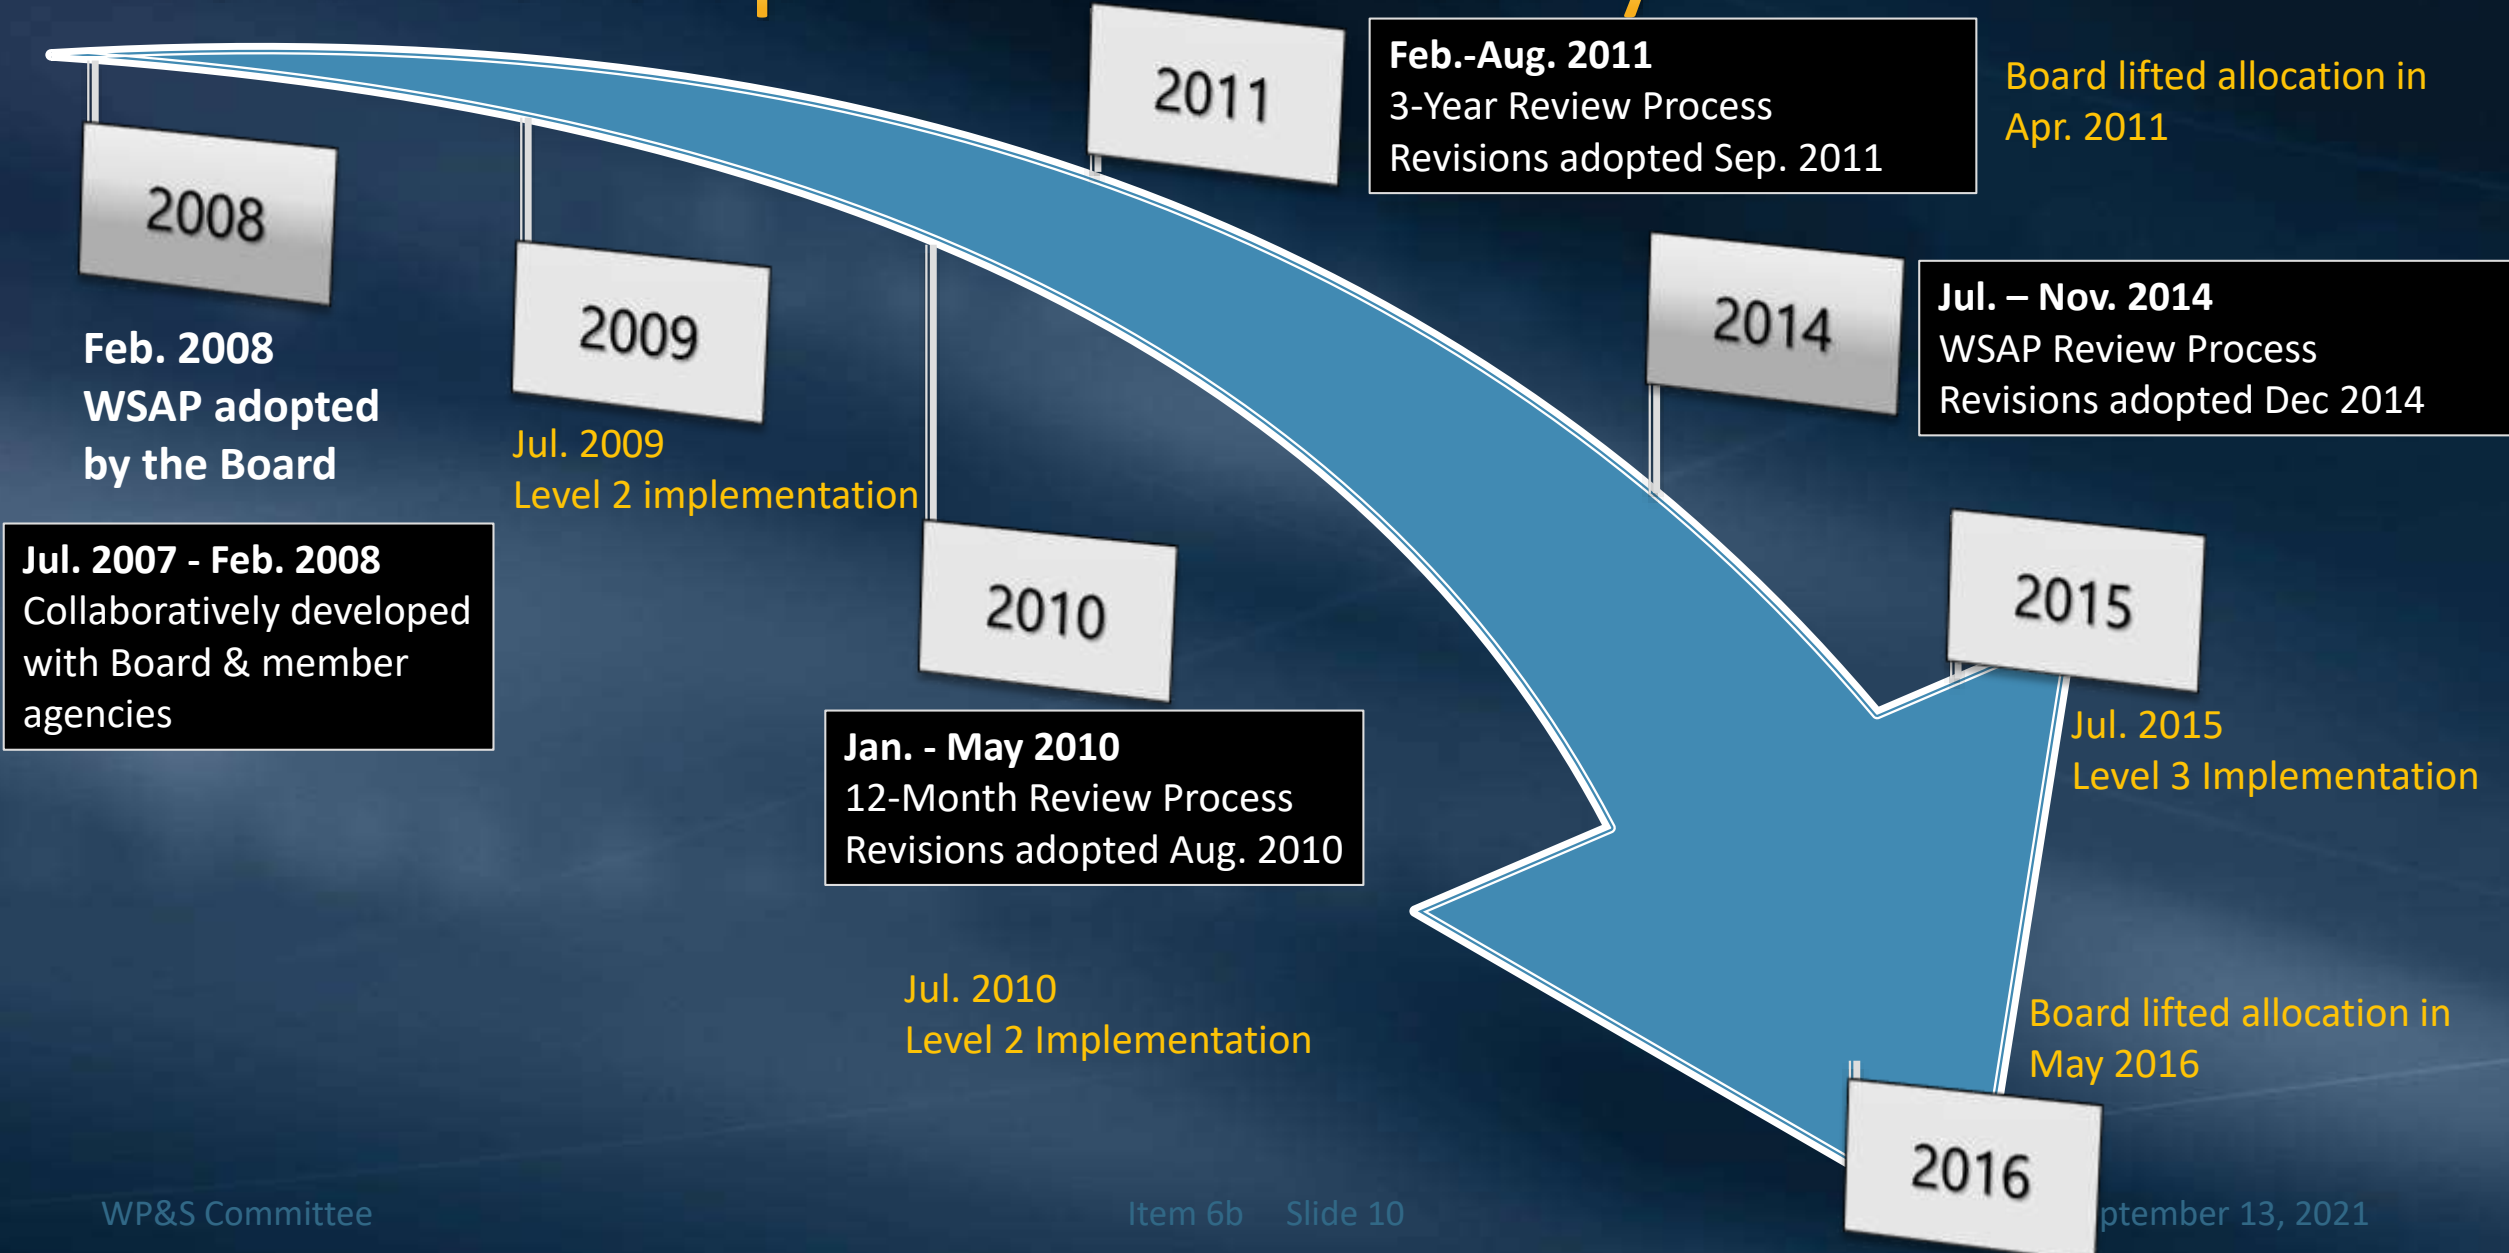 2008
Feb. 2008
WSAP adopted
by the Board
Jul. 2007 - Feb. 2008
Collaboratively developed
with Board & member
agencies
2009
Jul. 2009
Level 2 implementation
2010
Jan. - May 2010
12-Month Review Process
Revisions adopted Aug. 2010
Jul. 2010
Level 2 Implementation
2011
Feb.-Aug. 2011
3-Year Review Process
Revisions adopted Sep. 2011
Board lifted allocation in
Apr. 2011
2014
Jul. – Nov. 2014
WSAP Review Process
Revisions adopted Dec 2014
2015
Jul. 2015
Level 3 Implementation
Board lifted allocation in
May 2016
2016
WP&S Committee
Item 6b Slide 10
ptember 13, 2021